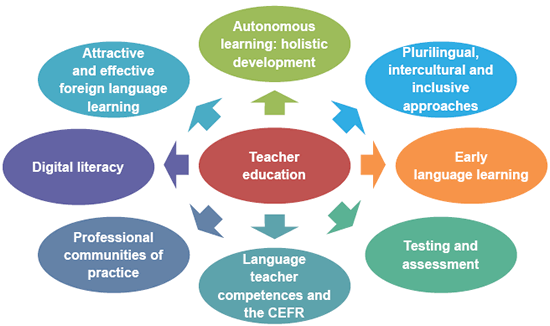 Autonomous
learning: holistic
development
Attractive
and effective
foreign language
learning
Plurilingual,
intercultural and
inclusive
approaches
Digital literacy
Teacher
education
Early
language learning
Professional
communities of
practice
Language
teacher
competences and
the CEFR
Testing and
assessment